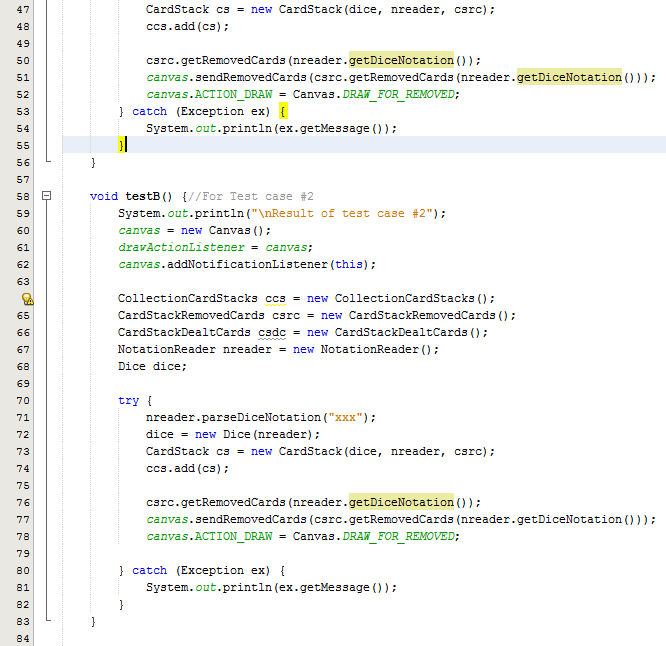 47 CardStack cs = new CardStack(dice, nreader, csrc);
48 ccs.add(cs);
49
50 csrc.getRemovedCards(nreader.getDiceNotation());
51 canvas.sendRemovedCards(csrc.getRemovedCards(nreader.getDiceNotation()));
52 canvas.ACTION_DRAW = Canvas.DRAW_FOR_REMOVED;
53 } catch (Exception ex) {
54 System.out.println(ex.getMessage());
55 }
56 }
57
58 void testB() {//For Test case #2
59 System.out.println("\nResult of test case #2");
60 canvas = new Canvas();
61 drawActionListener = canvas;
62 canvas.addNotificationListener(this);
63
CollectionCardStacks ccs = new CollectionCardStacks();
65 CardStackRemovedCards csrc = new CardStackRemovedCards();
66 CardStackDealtCards csdc = new CardStackDealtCards();
67 NotationReader nreader = new NotationReader();
68 Dice dice;
69
70 try {
71 nreader.parseDiceNotation("xxx");
72 dice = new Dice(nreader);
73 CardStack cs = new CardStack(dice, nreader, csrc);
74 ccs.add(cs);
75
76 csrc.getRemovedCards(nreader.getDiceNotation());
77 canvas.sendRemovedCards(csrc.getRemovedCards(nreader.getDiceNotation()));
78 canvas.ACTION_DRAW = Canvas.DRAW_FOR_REMOVED;
79
80 } catch (Exception ex) {
81 System.out.println(ex.getMessage());
82 }
83 }
84